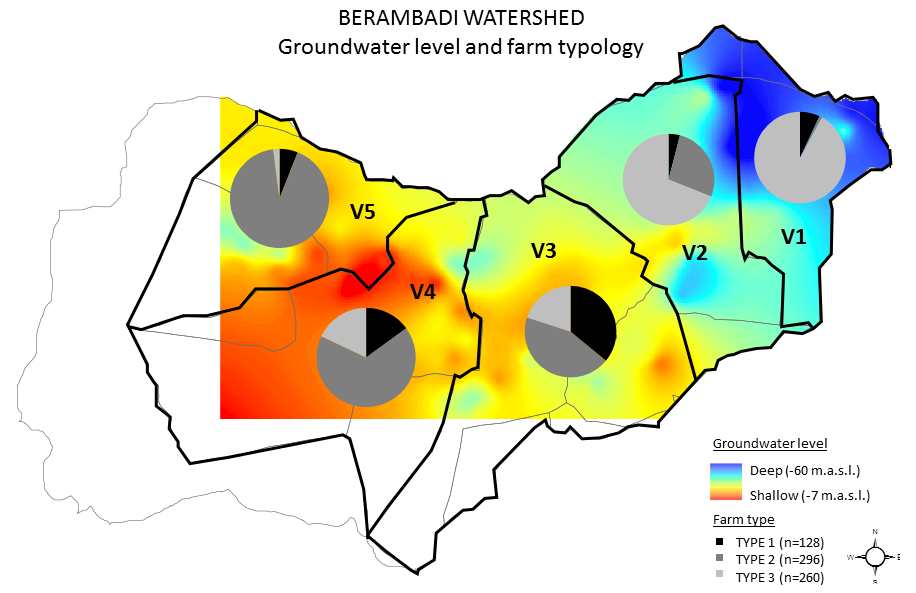 BERAMBADI WATERSHED
Groundwater level and farm typology
V5
V4
V3
V2
V1
Groundwater level
Deep (-60 m.a.s.l.)
Shallow (-7 m.a.s.l.)
Farm type
TYPE 1 (n=128)
TYPE 2 (n=296)
TYPE 3 (n=260)
N
W
E
S